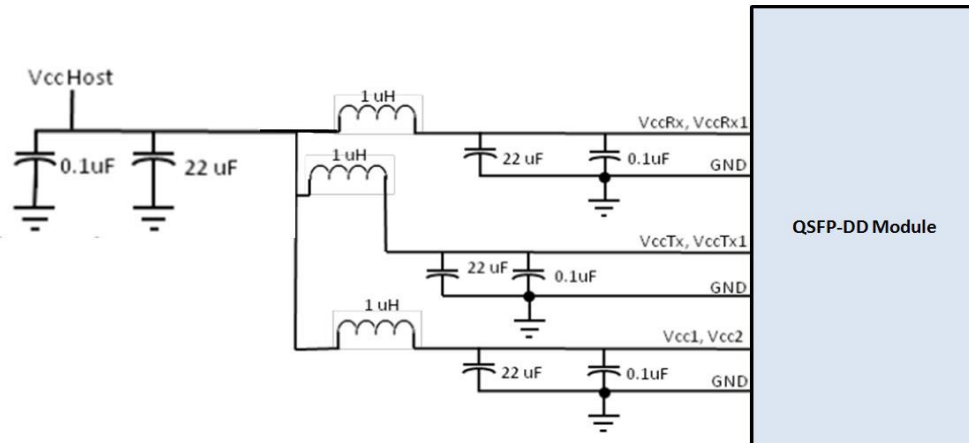 VccHost
0.1uF
22 uF
1 uH
VccRx, VccRx1
22 uF
0.1uF
GND
1 uH
VccTx, VccTx1
22 uF
0.1uF
GND
1 uH
Vcc1, Vcc2
22 uF
0.1uF
GND
QSFP-DD Module